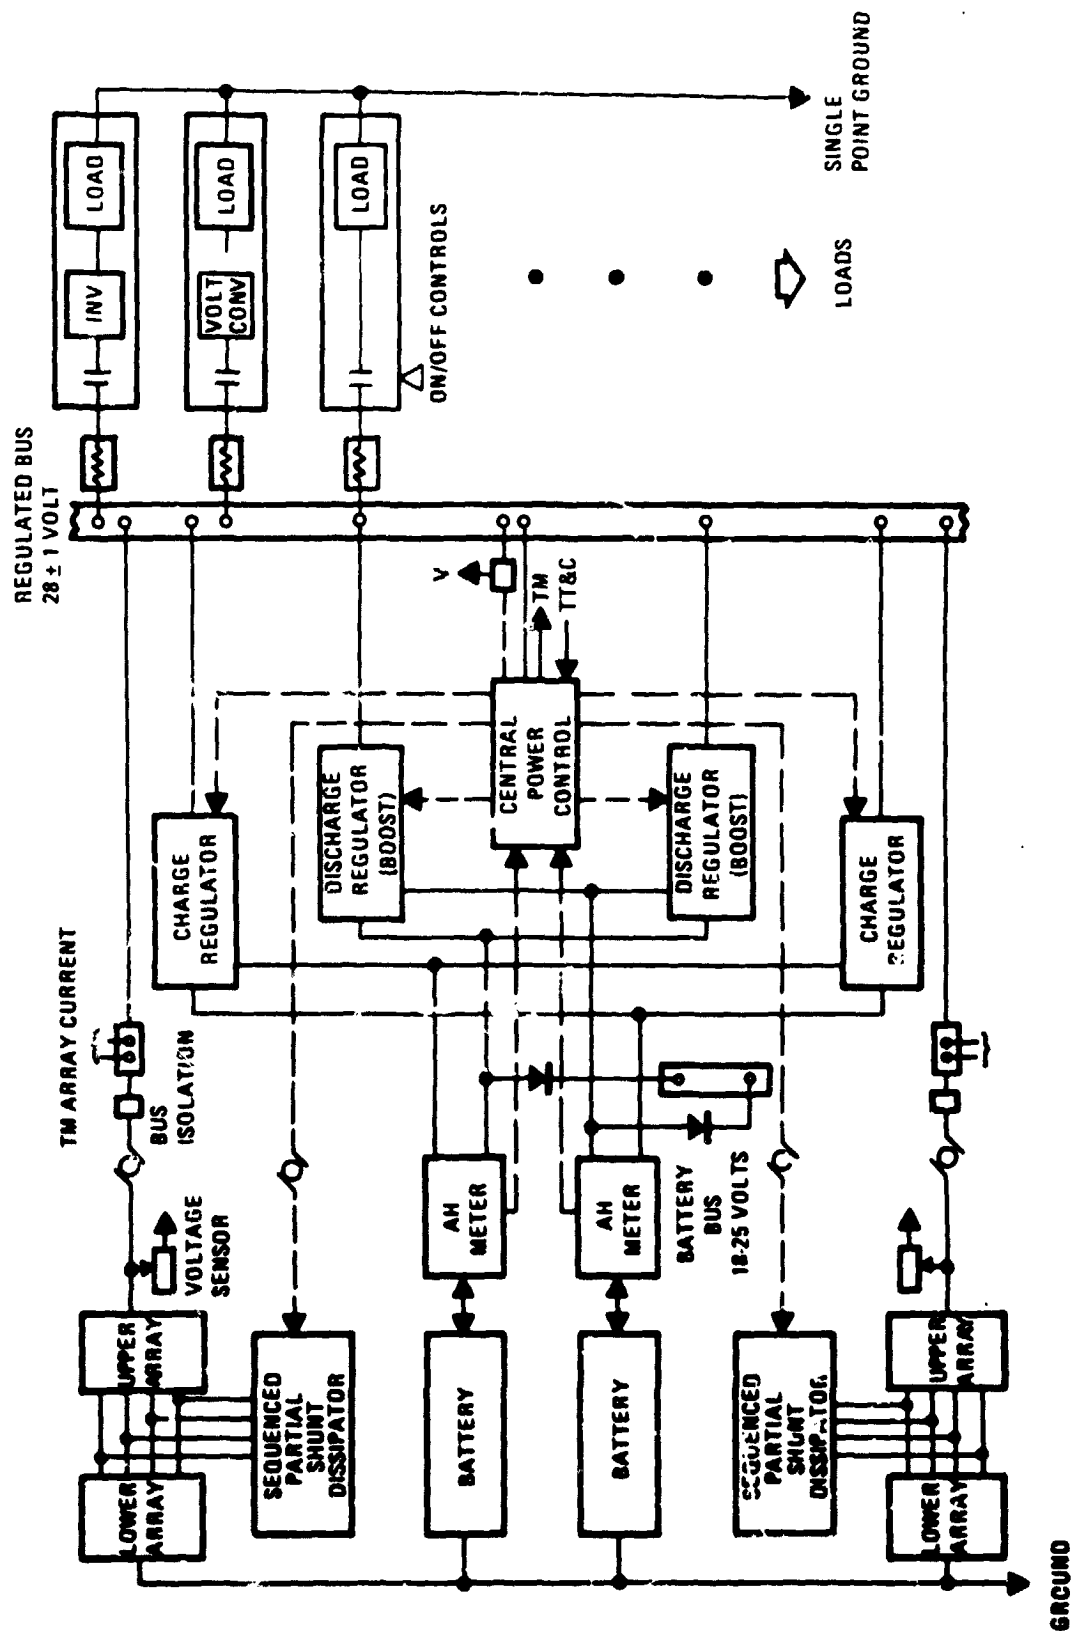 REGULATED BUS
28 ± 1 VOLT
INV
LOAD
VOLT
CONV
LOAD
LOAD
ON/OFF CONTROLS
LOADS
SINGLE
POINT GROUND
TM ARRAY CURRENT
BUS
ISOLATION
VOLTAGE
SENSOR
UPPER
ARRAY
LOWER
ARRAY
SEQUENCED
PARTIAL
SHUNT
DISSIPATOR
CHARGE
REGULATOR
DISCHARGE
REGULATOR
(BOOST)
CENTRAL
POWER
CONTROL
V
TM
TT&C
DISCHARGE
REGULATOR
(BOOST)
CHARGE
REGULATOR
AH
METER
AH
METER
BATTERY
BUS
18-25 VOLTS
BATTERY
BATTERY
SEQUENCED
PARTIAL
SHUNT
DISSIPATOR
UPPER
ARRAY
LOWER
ARRAY
GROUND